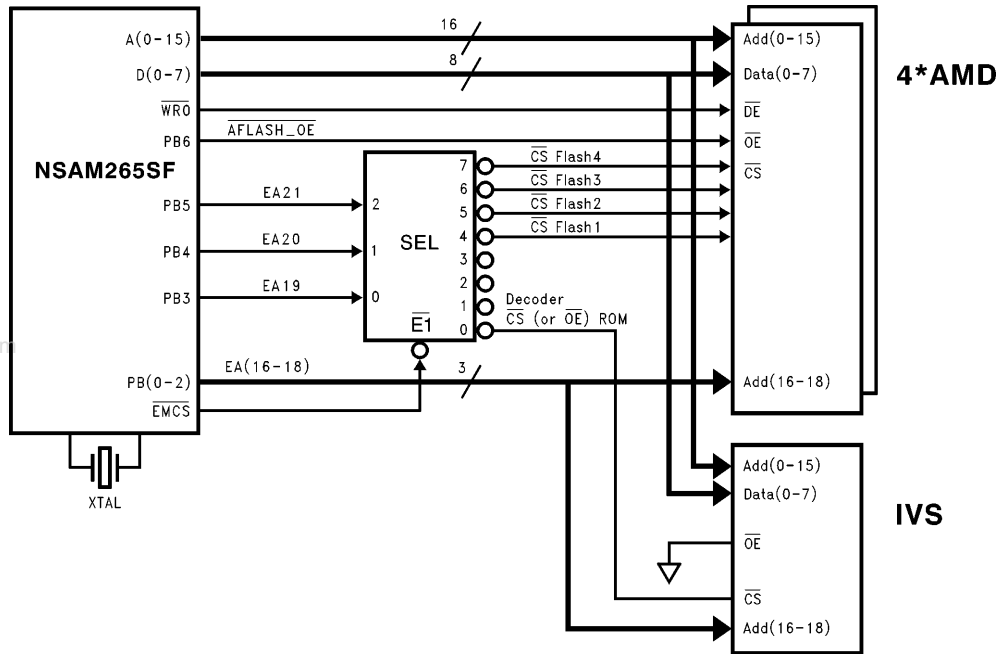 A(0-15)
D(0-7)
WR0
PB6
NSAM265SF
PB5
PB4
PB3
PB(0-2)
EMCS
XTAL
16
8
AFLASH_OE
EA21
EA20
EA19
EA(16-18)
3
2
1
0
SEL
E1
7
6
5
4
3
2
1
0
CS Flash4
CS Flash3
CS Flash2
CS Flash1
Decoder
CS (or OE) ROM
Add(0-15)
Data(0-7)
DE
OE
CS
Add(16-18)
4*AMD
Add(0-15)
Data(0-7)
OE
CS
Add(16-18)
IVS
m